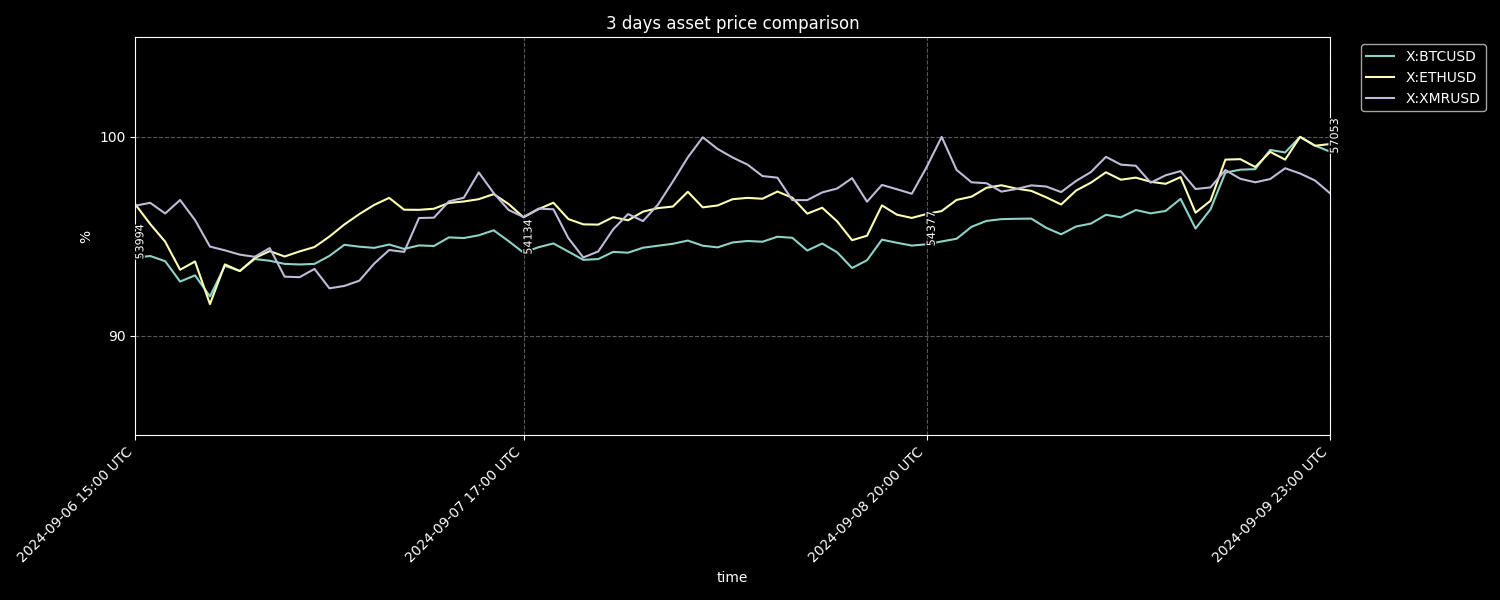 3 days asset price comparison
X:BTCUSD
X:ETHUSD
X:XMRUSD
100
90
%
53994
54134
54377
57053
2024-09-06 15:00 UTC
2024-09-07 17:00 UTC
2024-09-08 20:00 UTC
2024-09-09 23:00 UTC
time